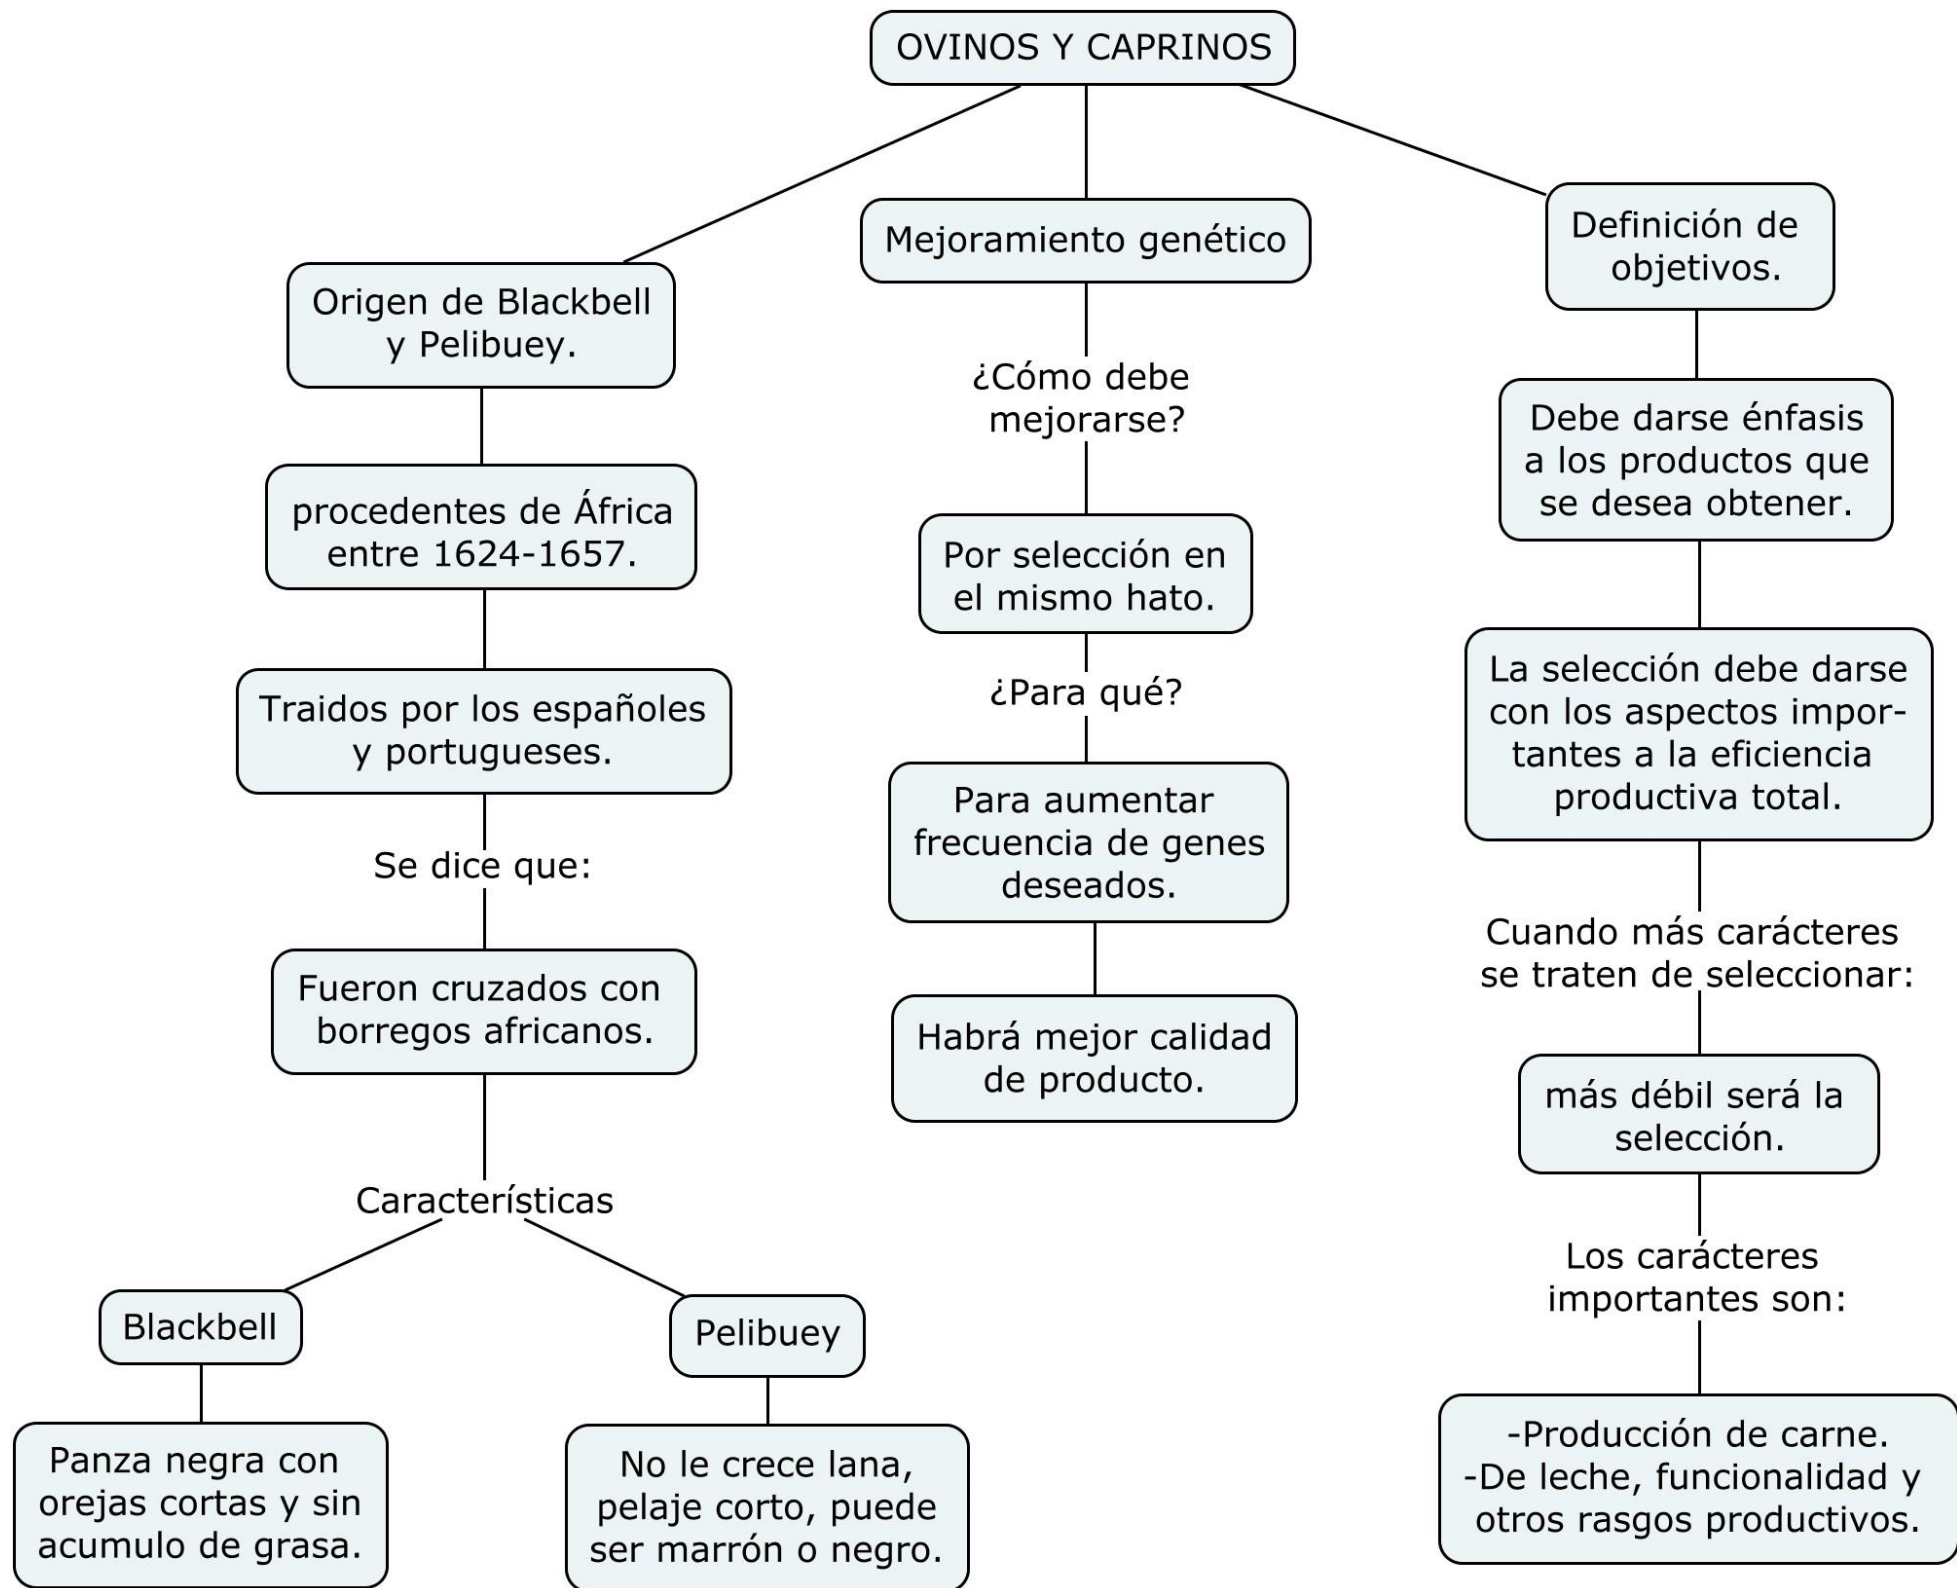 OVINOS Y CAPRINOS
Origen de Blackbell
y Pelibuey.
procedentes de África
entre 1624-1657.
Traidos por los españoles
y portugueses.
Se dice que:
Fueron cruzados con
borregos africanos.
Características
Blackbell
Panza negra con
orejas cortas y sin
acumulo de grasa.
Pelibuey
No le crece lana,
pelaje corto, puede
ser marrón o negro.
Mejoramiento genético
¿Cómo debe
mejorarse?
Por selección en
el mismo hato.
¿Para qué?
Para aumentar
frecuencia de genes
deseados.
Habrá mejor calidad
de producto.
Definición de
objetivos.
Debe darse énfasis
a los productos que
se desea obtener.
La selección debe darse
con los aspectos impor-
tantes a la eficiencia
productiva total.
Cuando más carácteres
se traten de seleccionar:
más débil será la
selección.
Los carácteres
importantes son:
-Producción de carne.
-De leche, funcionalidad y
otros rasgos productivos.